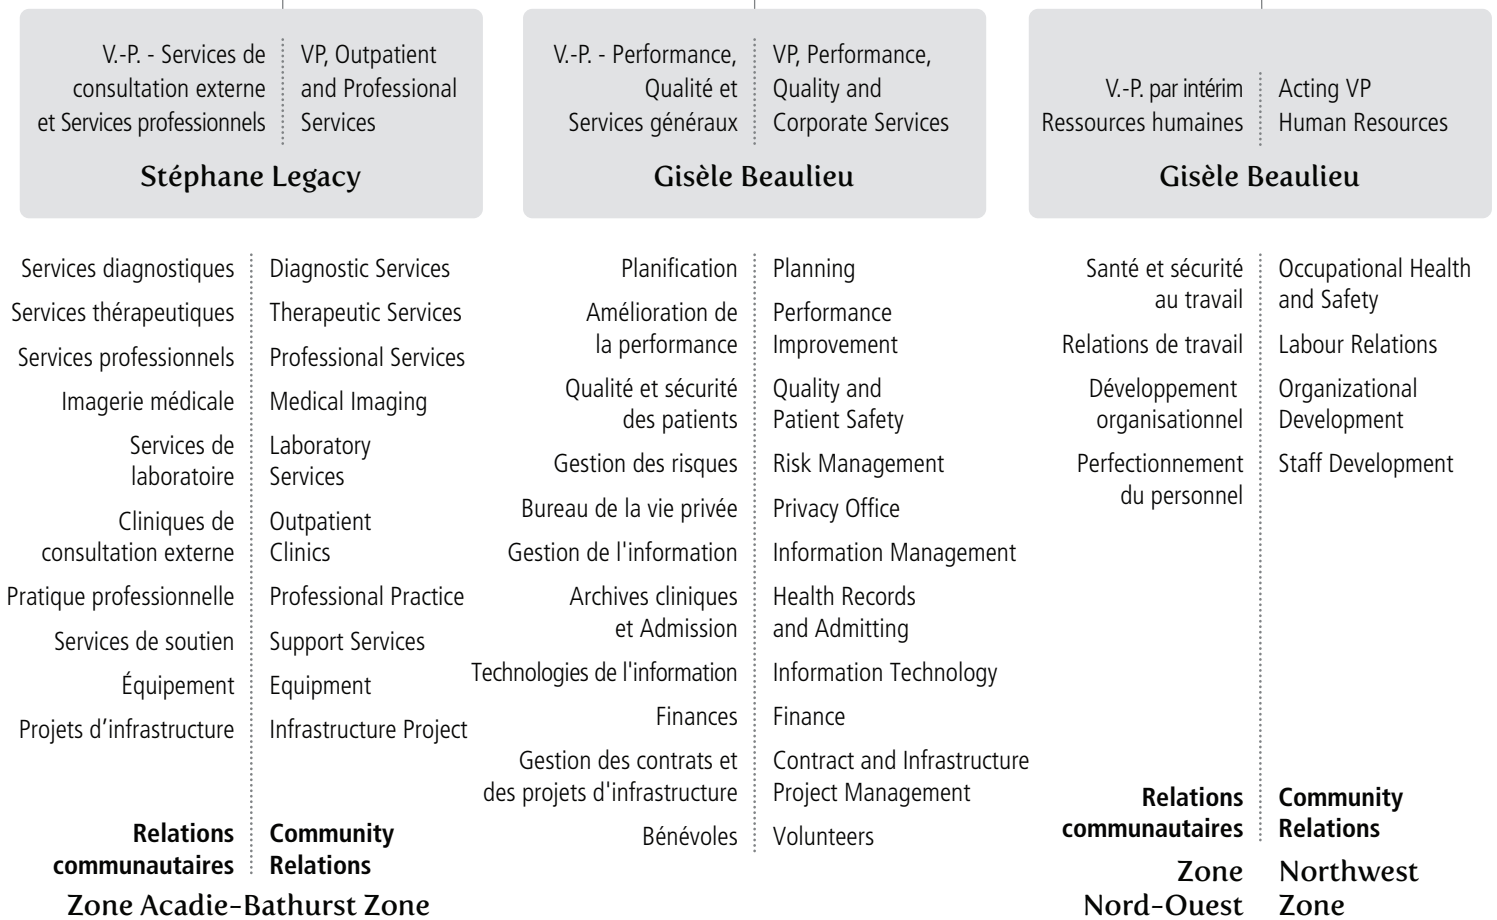 V.-P. - Services de
consultation externe
et Services professionnels
VP, Outpatient
and Professional
Services
Stéphane Legacy
Services diagnostiques
Diagnostic Services
Services thérapeutiques
Therapeutic Services
Services professionnels
Professional Services
Imagerie médicale
Medical Imaging
Services de
laboratoire
Laboratory
Services
Cliniques de
consultation externe
Outpatient
Clinics
Pratique professionnelle
Professional Practice
Services de soutien
Support Services
Équipement
Equipment
Projets d’infrastructure
Infrastructure Project
Relations
communautaires
Community
Relations
Zone Acadie-Bathurst Zone
V.-P. - Performance,
Qualité et
Services généraux
VP, Performance,
Quality and
Corporate Services
Gisèle Beaulieu
Planification
Planning
Amélioration de
la performance
Performance
Improvement
Qualité et sécurité
des patients
Quality and
Patient Safety
Gestion des risques
Risk Management
Bureau de la vie privée
Privacy Office
Gestion de l'information
Information Management
Archives cliniques
et Admission
Health Records
and Admitting
Technologies de l'information
Information Technology
Finances
Finance
Gestion des contrats et
des projets d'infrastructure
Contract and Infrastructure
Project Management
Bénévoles
Volunteers
V.-P. par intérim
Ressources humaines
Acting VP
Human Resources
Gisèle Beaulieu
Santé et sécurité
au travail
Occupational Health
and Safety
Relations de travail
Labour Relations
Développement
organisationnel
Organizational
Development
Perfectionnement
du personnel
Staff Development
Relations
communautaires
Community
Relations
Zone
Nord-Ouest
Northwest
Zone